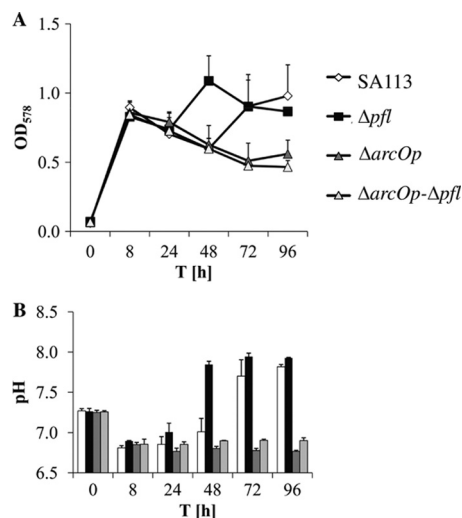 A
1.5
1.0
0.5
0.0
OD578
0 8 24 48 72 96
T [h]
SA113
Δpfl
ΔarcOp
ΔarcOp-Δpfl
B
8.5
8.0
7.5
7.0
6.5
pH
0 8 24 48 72 96
T [h]